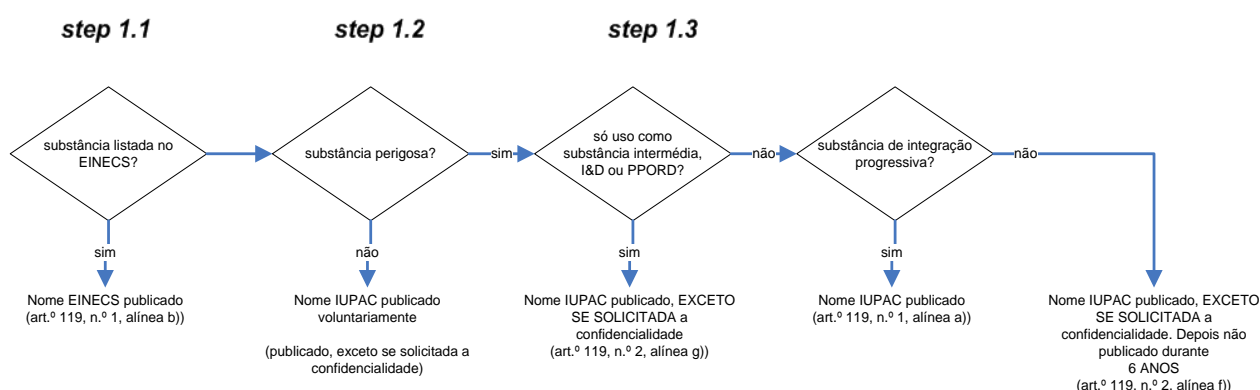 step 1.1
step 1.2
step 1.3
substância listada no
EINECS?
substância perigosa?
sim
só uso como
substância intermédia,
I&D ou PPORD?
não
substância de integração
progressiva?
não
sim
não
sim
sim
Nome EINECS publicado
(art.º 119, n.º 1, alínea b))
Nome IUPAC publicado
voluntariamente
(publicado, exceto se solicitada a
confidencialidade)
Nome IUPAC publicado, EXCETO
SE SOLICITADA a
confidencialidade
(art.º 119, n.º 2, alínea g))
Nome IUPAC publicado
(art.º 119, n.º 1, alínea a))
Nome IUPAC publicado, EXCETO
SE SOLICITADA a
confidencialidade. Depois não
publicado durante
6 ANOS
(art.º 119, n.º 2, alínea f))